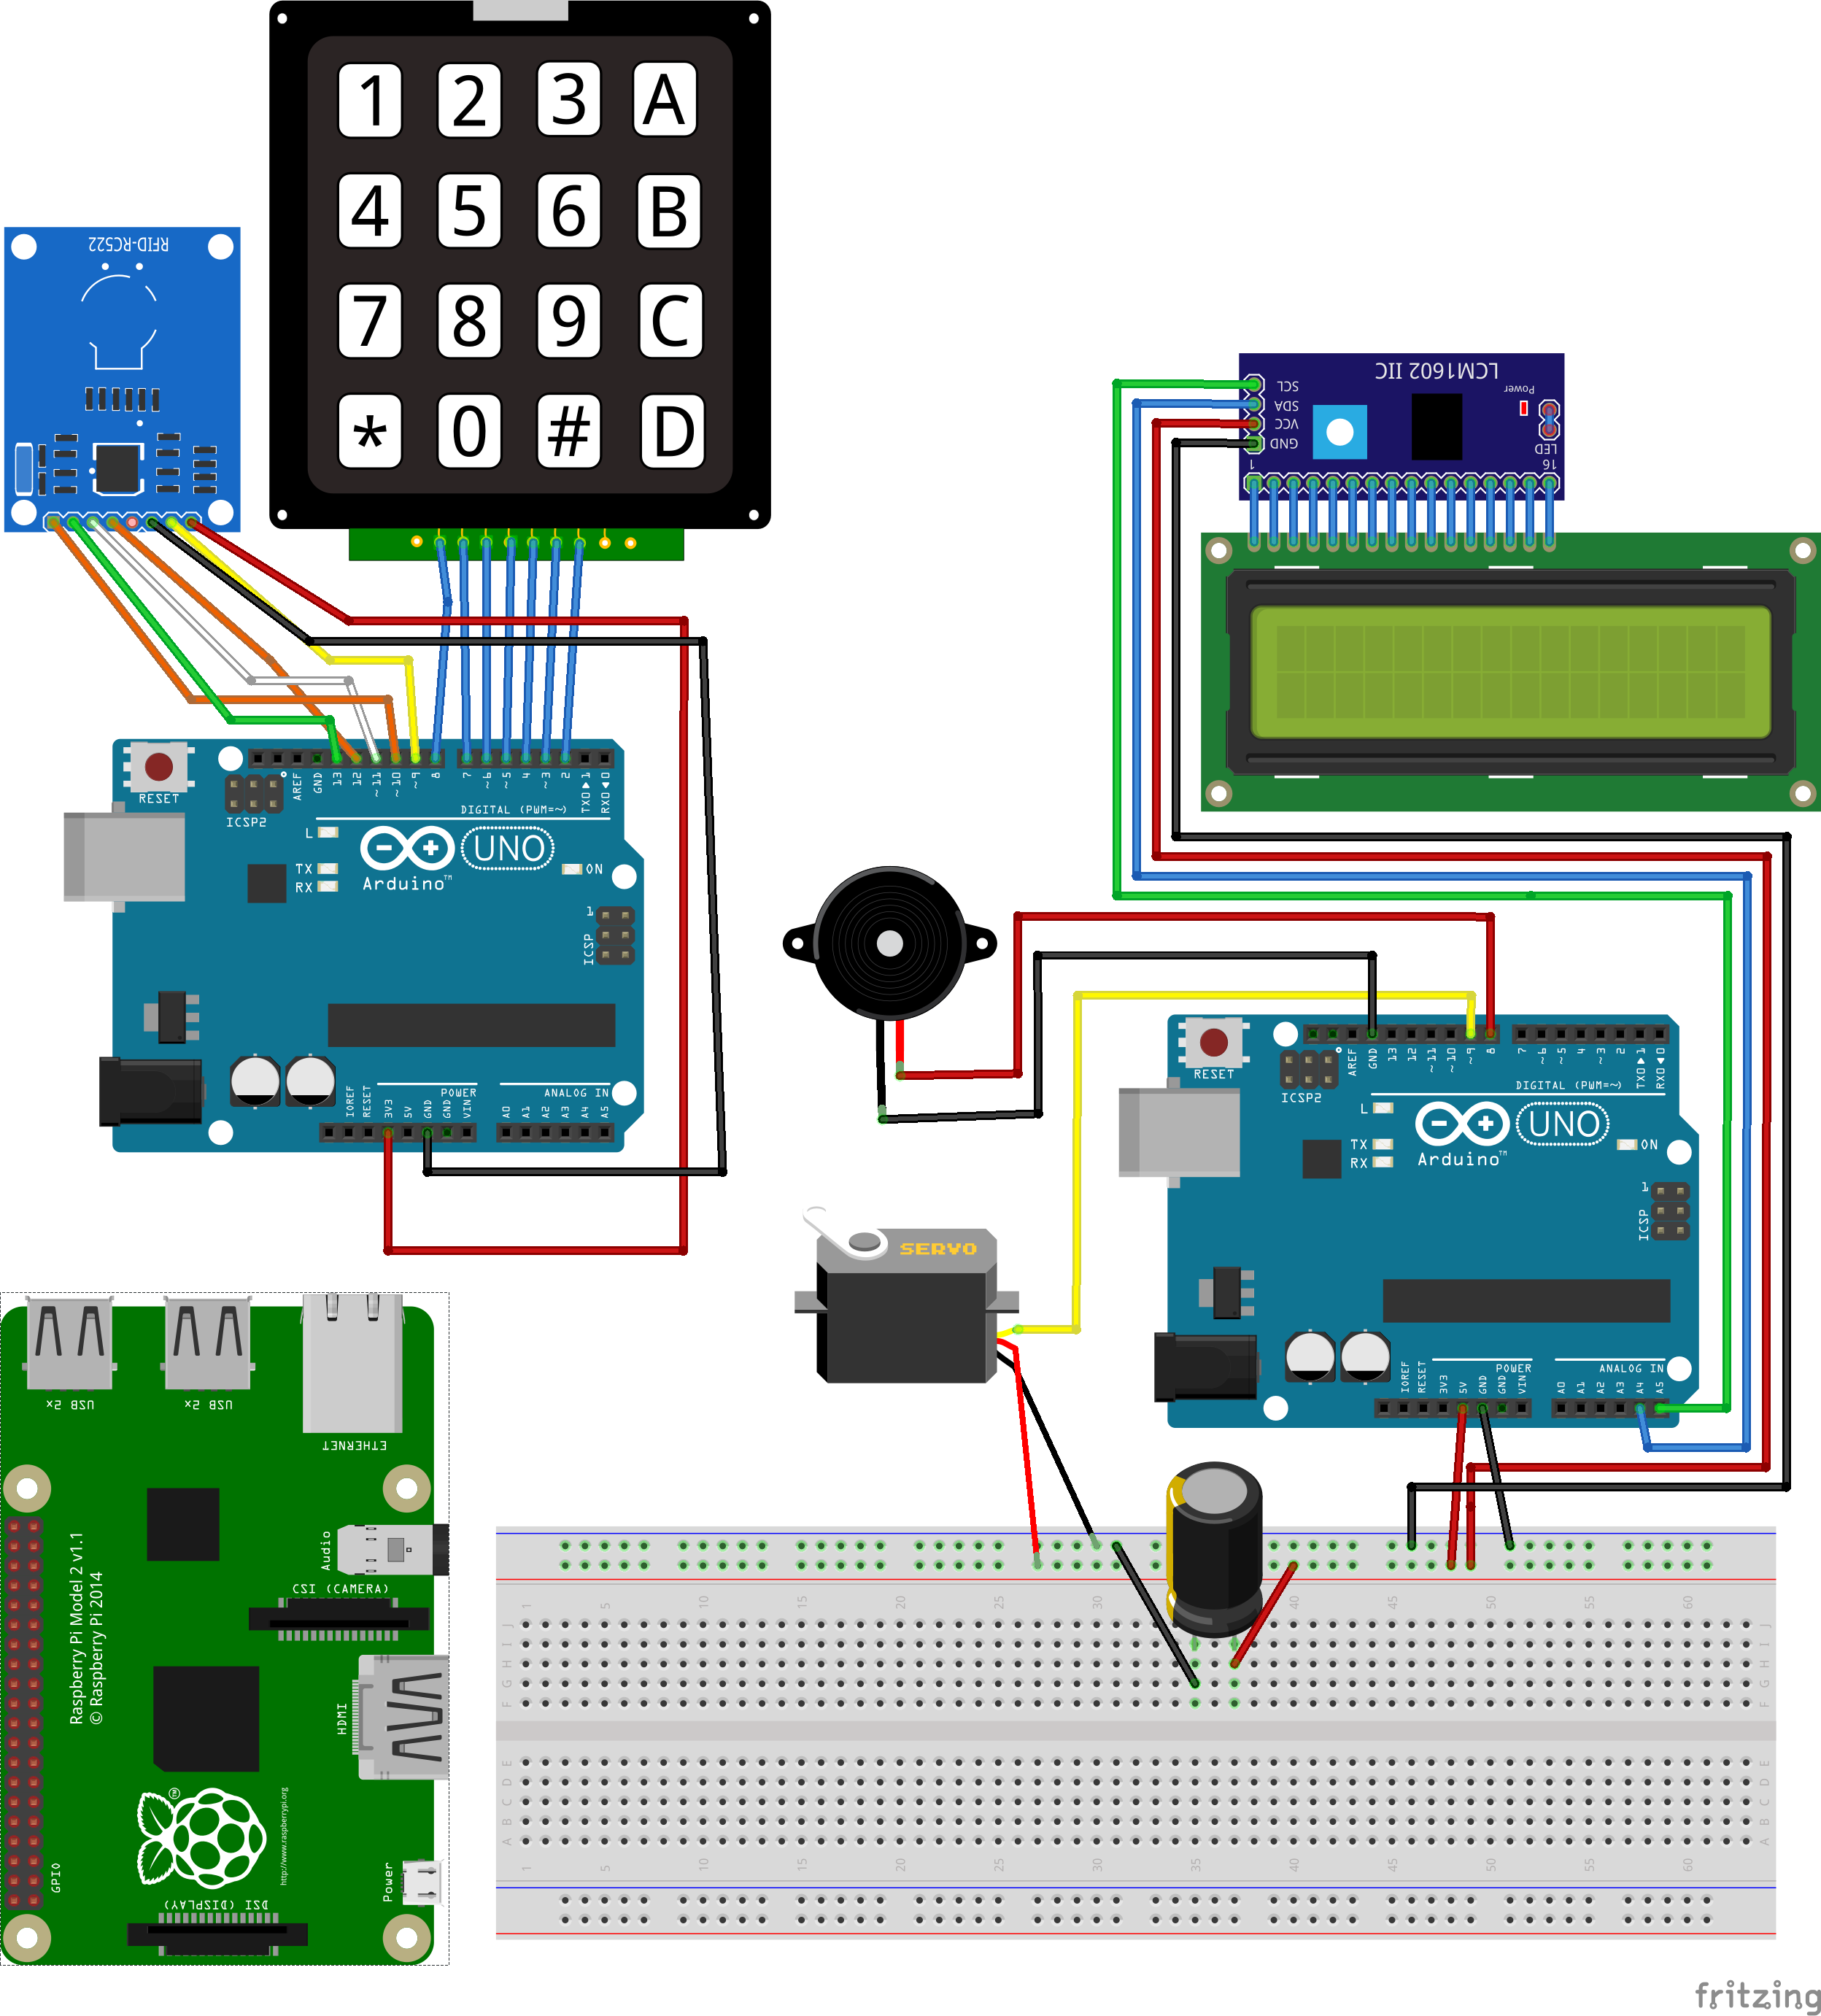 1 2 3 A
4 5 6 B
7 8 9 C
* 0 # D
RFID-RC522
LCM1602 IIC
SCL
SDA
VCC
GND
Power
LED
1 16
RESET
ICSP2
AREF GND 13 12 ~11 ~10 ~9 8 7 ~6 ~5 4 ~3 2 TX0▶1 RX0◀0
DIGITAL (PWM=~)
L
TX
RX
UNO
ON
Arduino™
1
ICSP
POWER
ANALOG IN
IOREF RESET 3V3 5V GND GND VIN A0 A1 A2 A3 A4 A5
RESET
ICSP2
AREF GND 13 12 ~11 ~10 ~9 8 7 ~6 ~5 4 ~3 2 TX0▶1 RX0◀0
DIGITAL (PWM=~)
L
TX
RX
UNO
ON
Arduino™
1
ICSP
POWER
ANALOG IN
IOREF RESET 3V3 5V GND GND VIN A0 A1 A2 A3 A4 A5
SERVO
USB 2x
USB 2x
ETHERNET
Raspberry Pi Model 2 v1.1
© Raspberry Pi 2014
Audio
CSI (CAMERA)
HDMI
TM
http://www.raspberrypi.org
GPIO
Power
DSI (DISPLAY)
1 5 10 15 20 25 30 35 40 45 50 55 60
J J
I I
H H
G G
F F
E E
D D
C C
B B
A A
1 5 10 15 20 25 30 35 40 45 50 55 60
fritzing